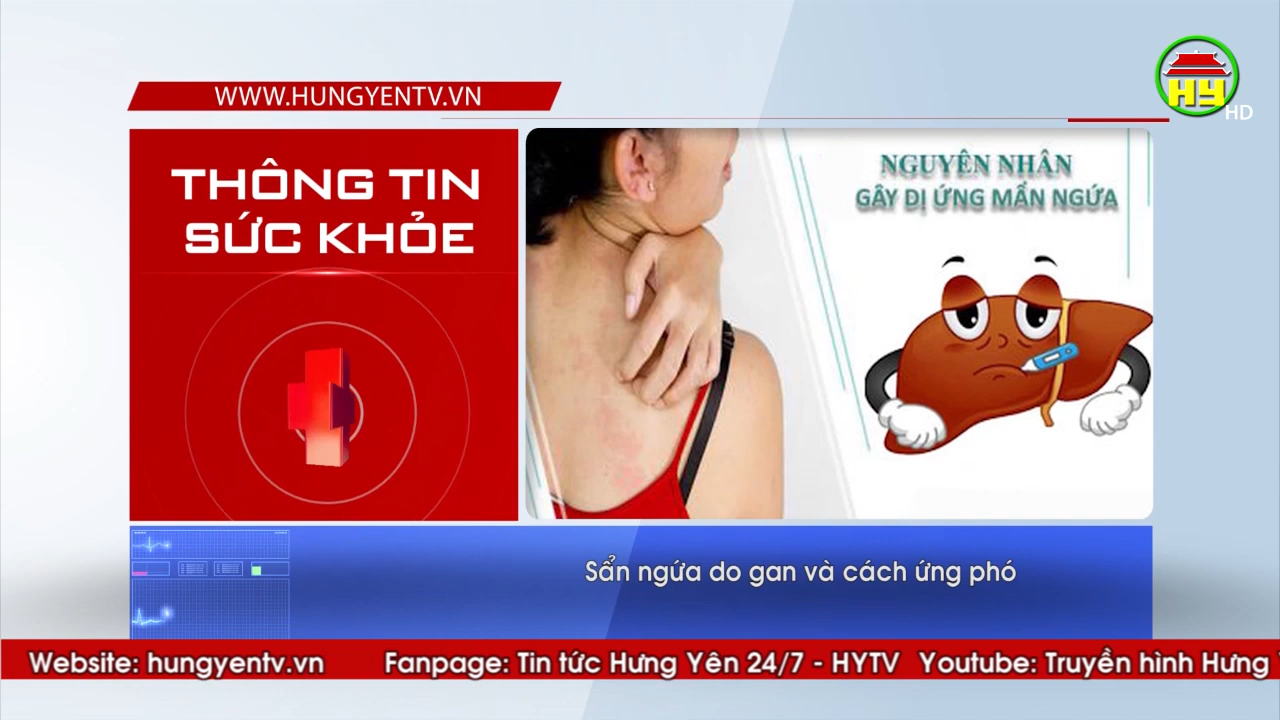 WWW.HUNGYENTV.VN
HY
HD
THÔNG TIN
SỨC KHỎE
NGUYÊN NHÂN
GÂY DỊ ỨNG MẨN NGỨA
Sẩn ngứa do gan và cách ứng phó
Website: hungyentv.vn Fanpage: Tin tức Hưng Yên 24/7 - HYTV Youtube: Truyền hình Hưng